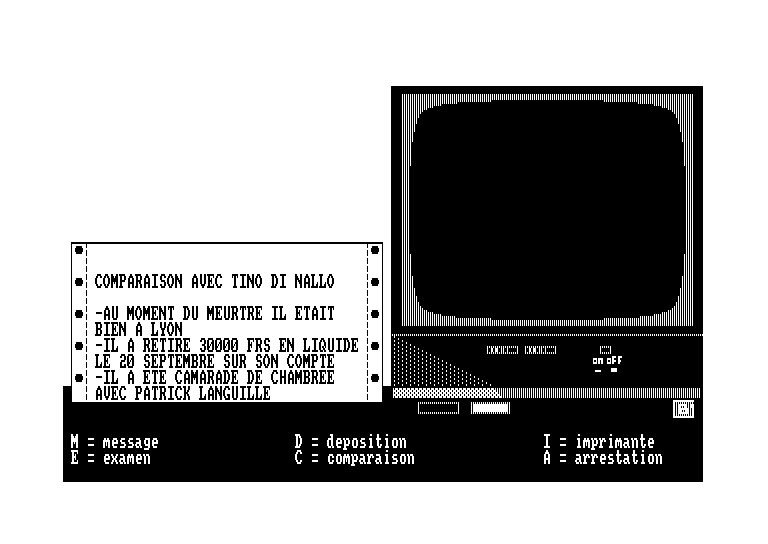 COMPARAISON AVEC TINO DI NALLO
-AU MOMENT DU MEURTRE IL ETAIT
BIEN A LYON
-IL A RETIRE 30000 FRS EN LIQUIDE
LE 20 SEPTEMBRE SUR SON COMPTE
-IL A ETE CAMARADE DE CHAMBREE
AVEC PATRICK LANGUILLE
on off
M = message D = deposition I = imprimante
E = examen C = comparaison A = arrestation